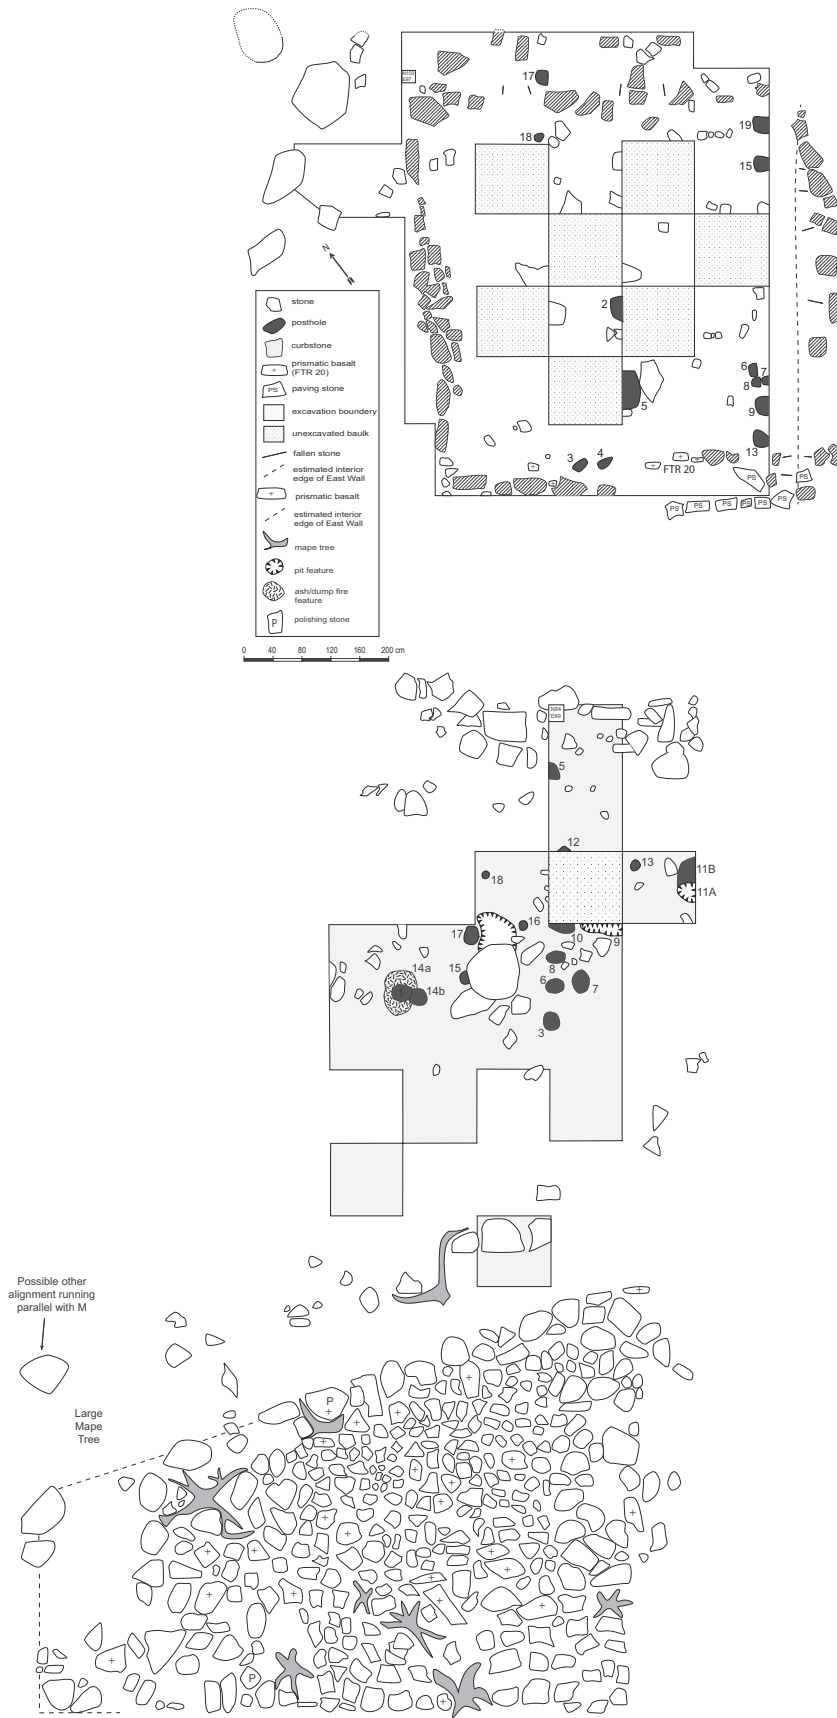 17
N103
E97
19
18
15
N
stone
posthole
curbstone
prismatic basalt
(FTR 20)
PS
paving stone
excavation boundery
unexcavated baulk
fallen stone
estimated interior
edge of East Wall
prismatic basalt
estimated interior
edge of East Wall
mape tree
pit feature
ash/dump fire
feature
P
polishing stone
2
6
7
8
5
9
13
3
4
FTR 20
PS
PS
PS
PS
PS
PS
PS
PS
0 40 80 120 160 200 cm
N94
E99
5
12
13
11B
18
11A
16
17
10
9
14a
15
8
6
7
1
14b
3
Possible other
alignment running
parallel with M
P
Large
Mape
Tree
P